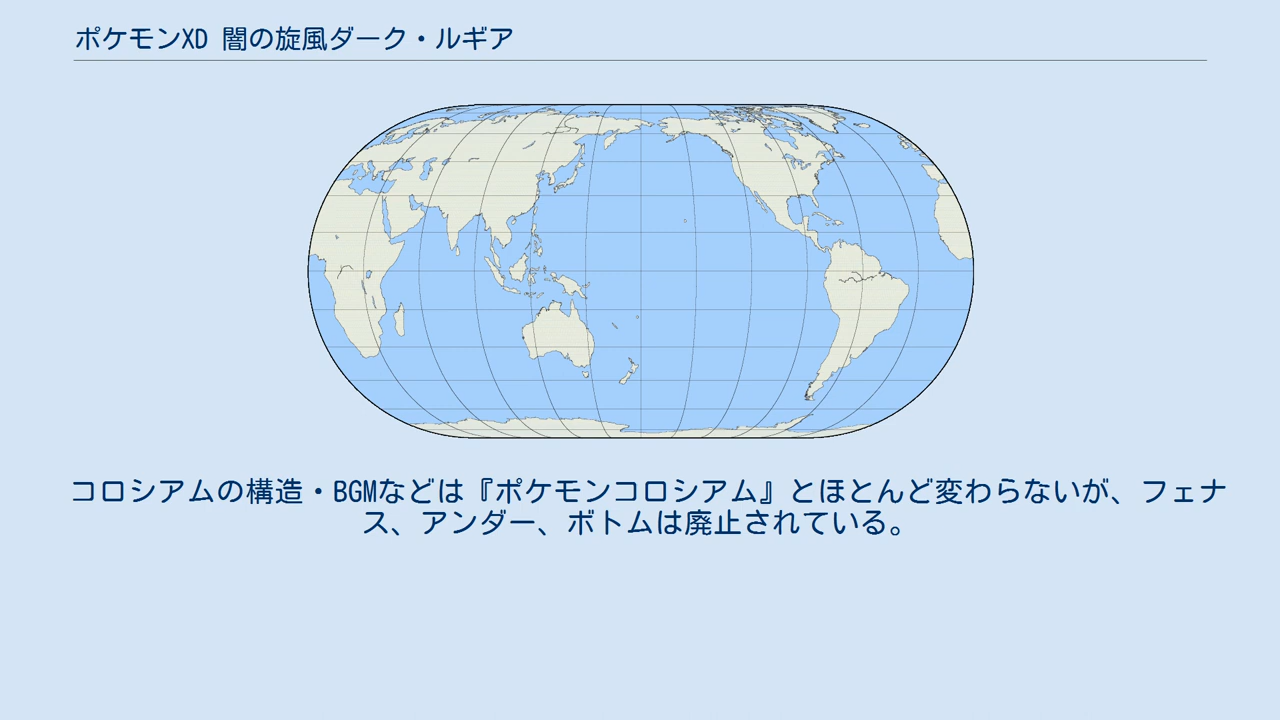 ポケモンXD 闇の旋風ダーク・ルギア
コロシアムの構造・BGMなどは『ポケモンコロシアム』とほとんど変わらないが、フェナ
ス、アンダー、ボトムは廃止されている。